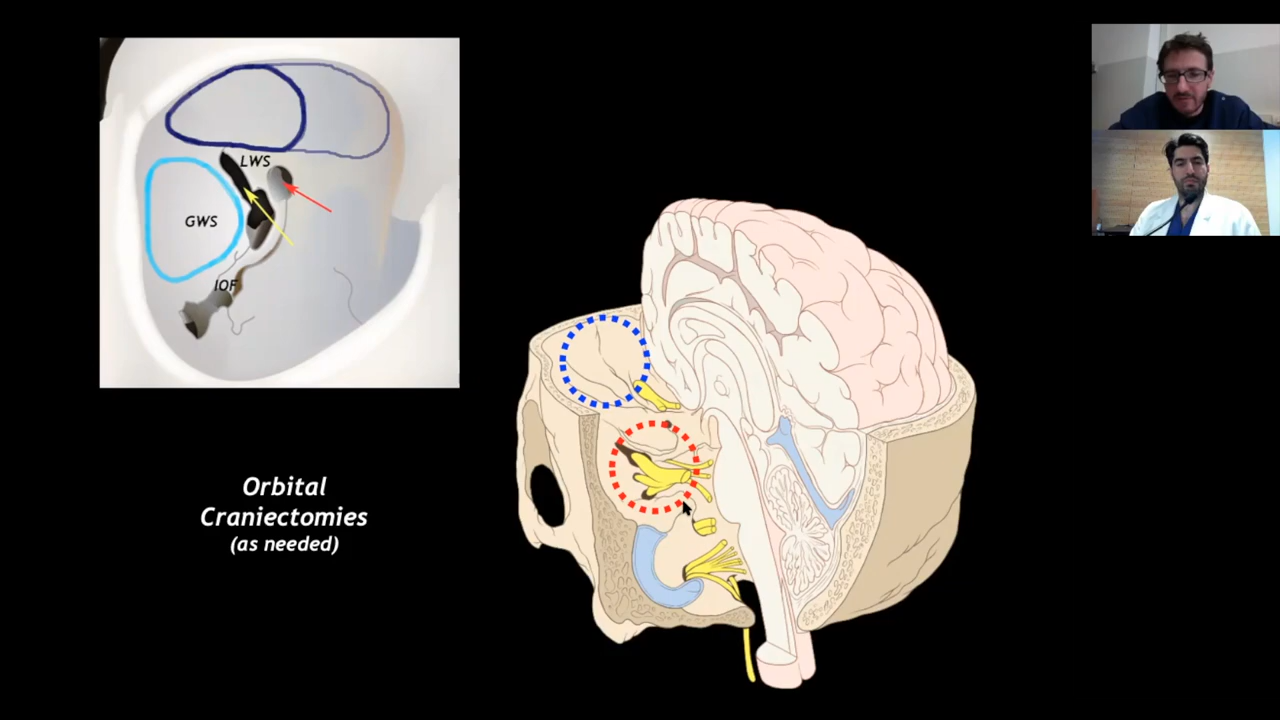 LWS
GWS
IOF
Orbital
Craniectomies
(as needed)